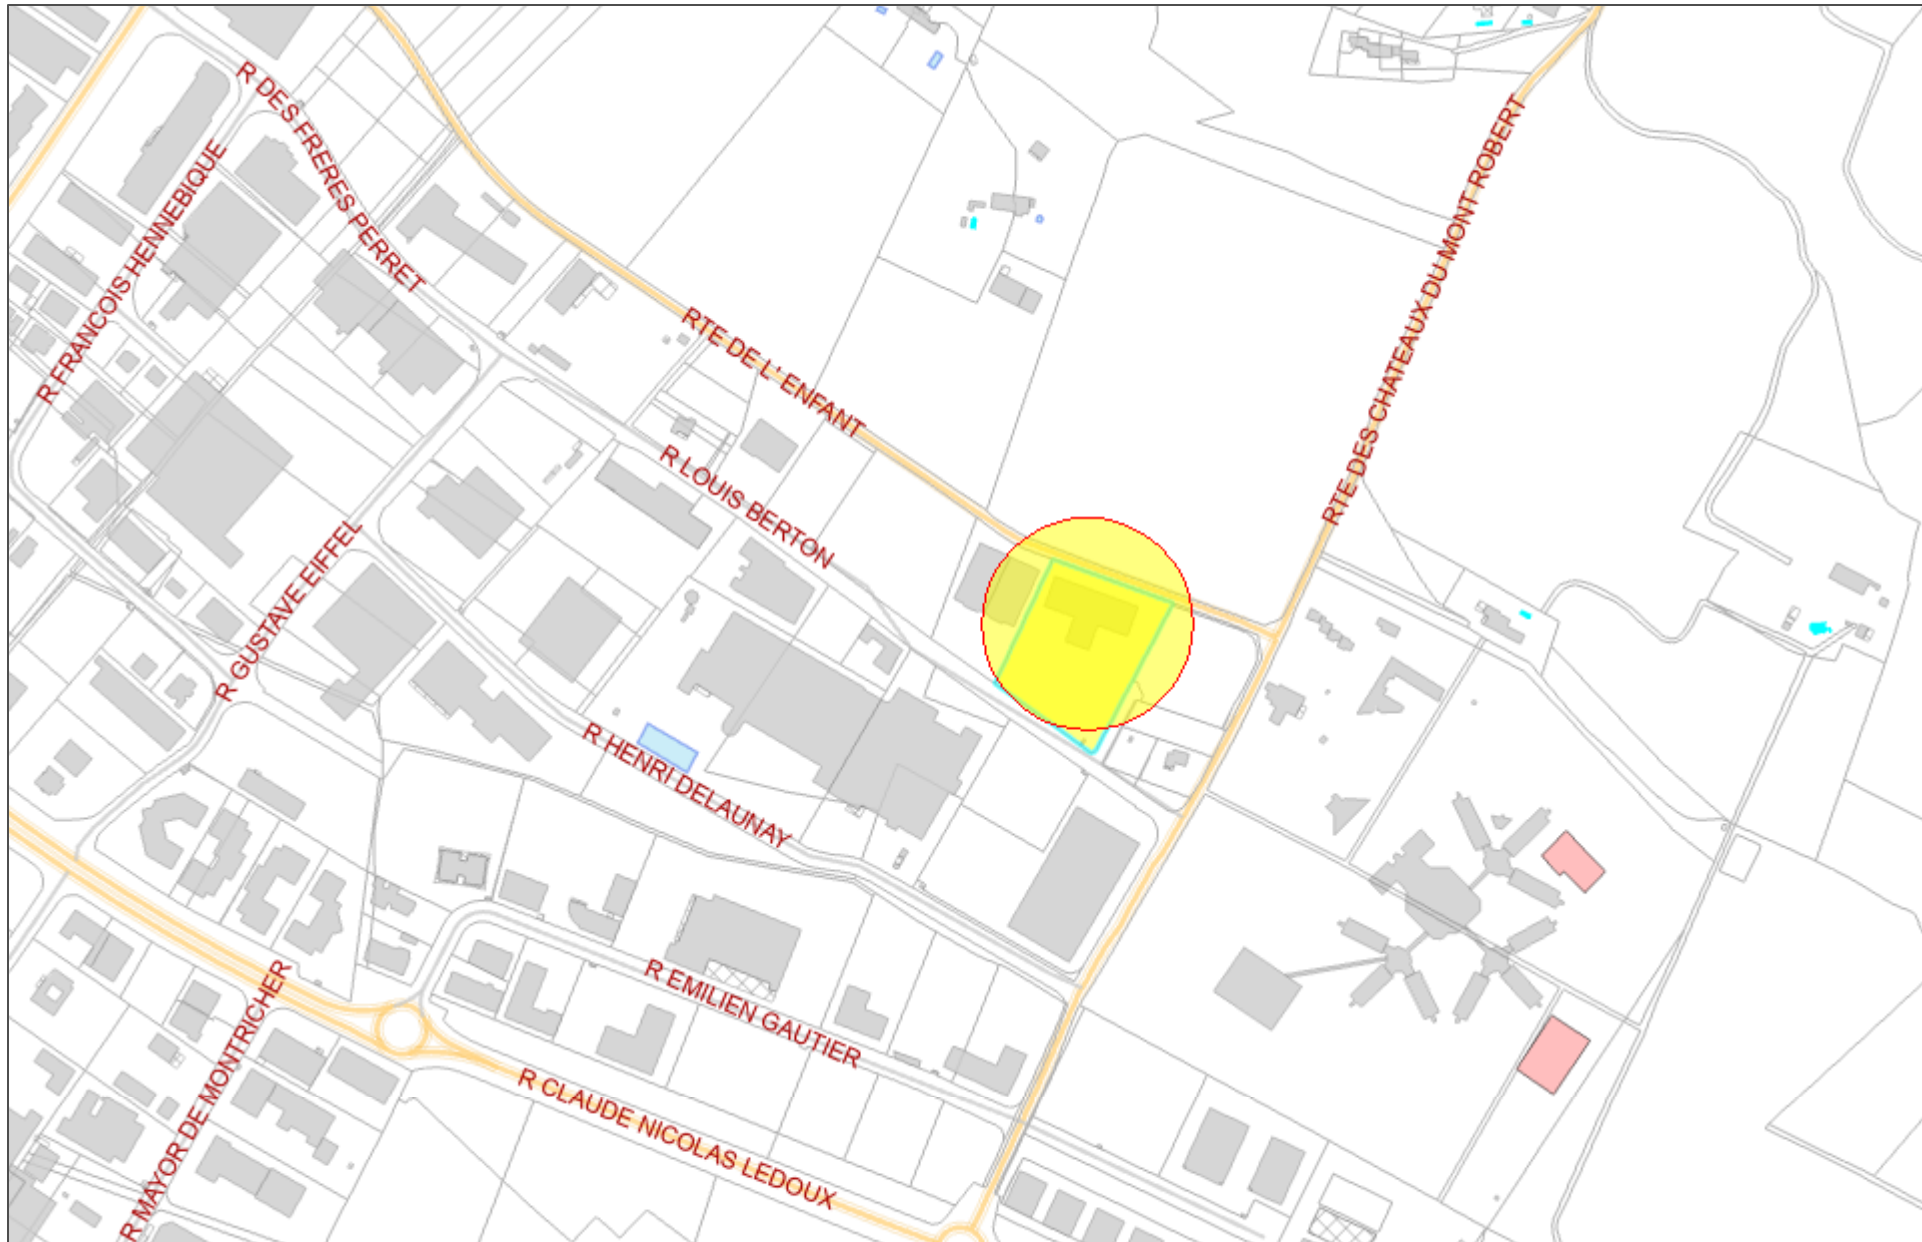 R DES FRERES PERRET
R FRANCOIS HENNEBIQUE
RTE DES CHATEAUX DU MONT ROBERT
RTE DE L' ENFANT
R LOUIS BERTON
R GUSTAVE EIFFEL
R HENRI DELAUNAY
R EMILIEN GAUTIER
R MAYOR DE MONTRICHER
R CLAUDE NICOLAS LEDOUX